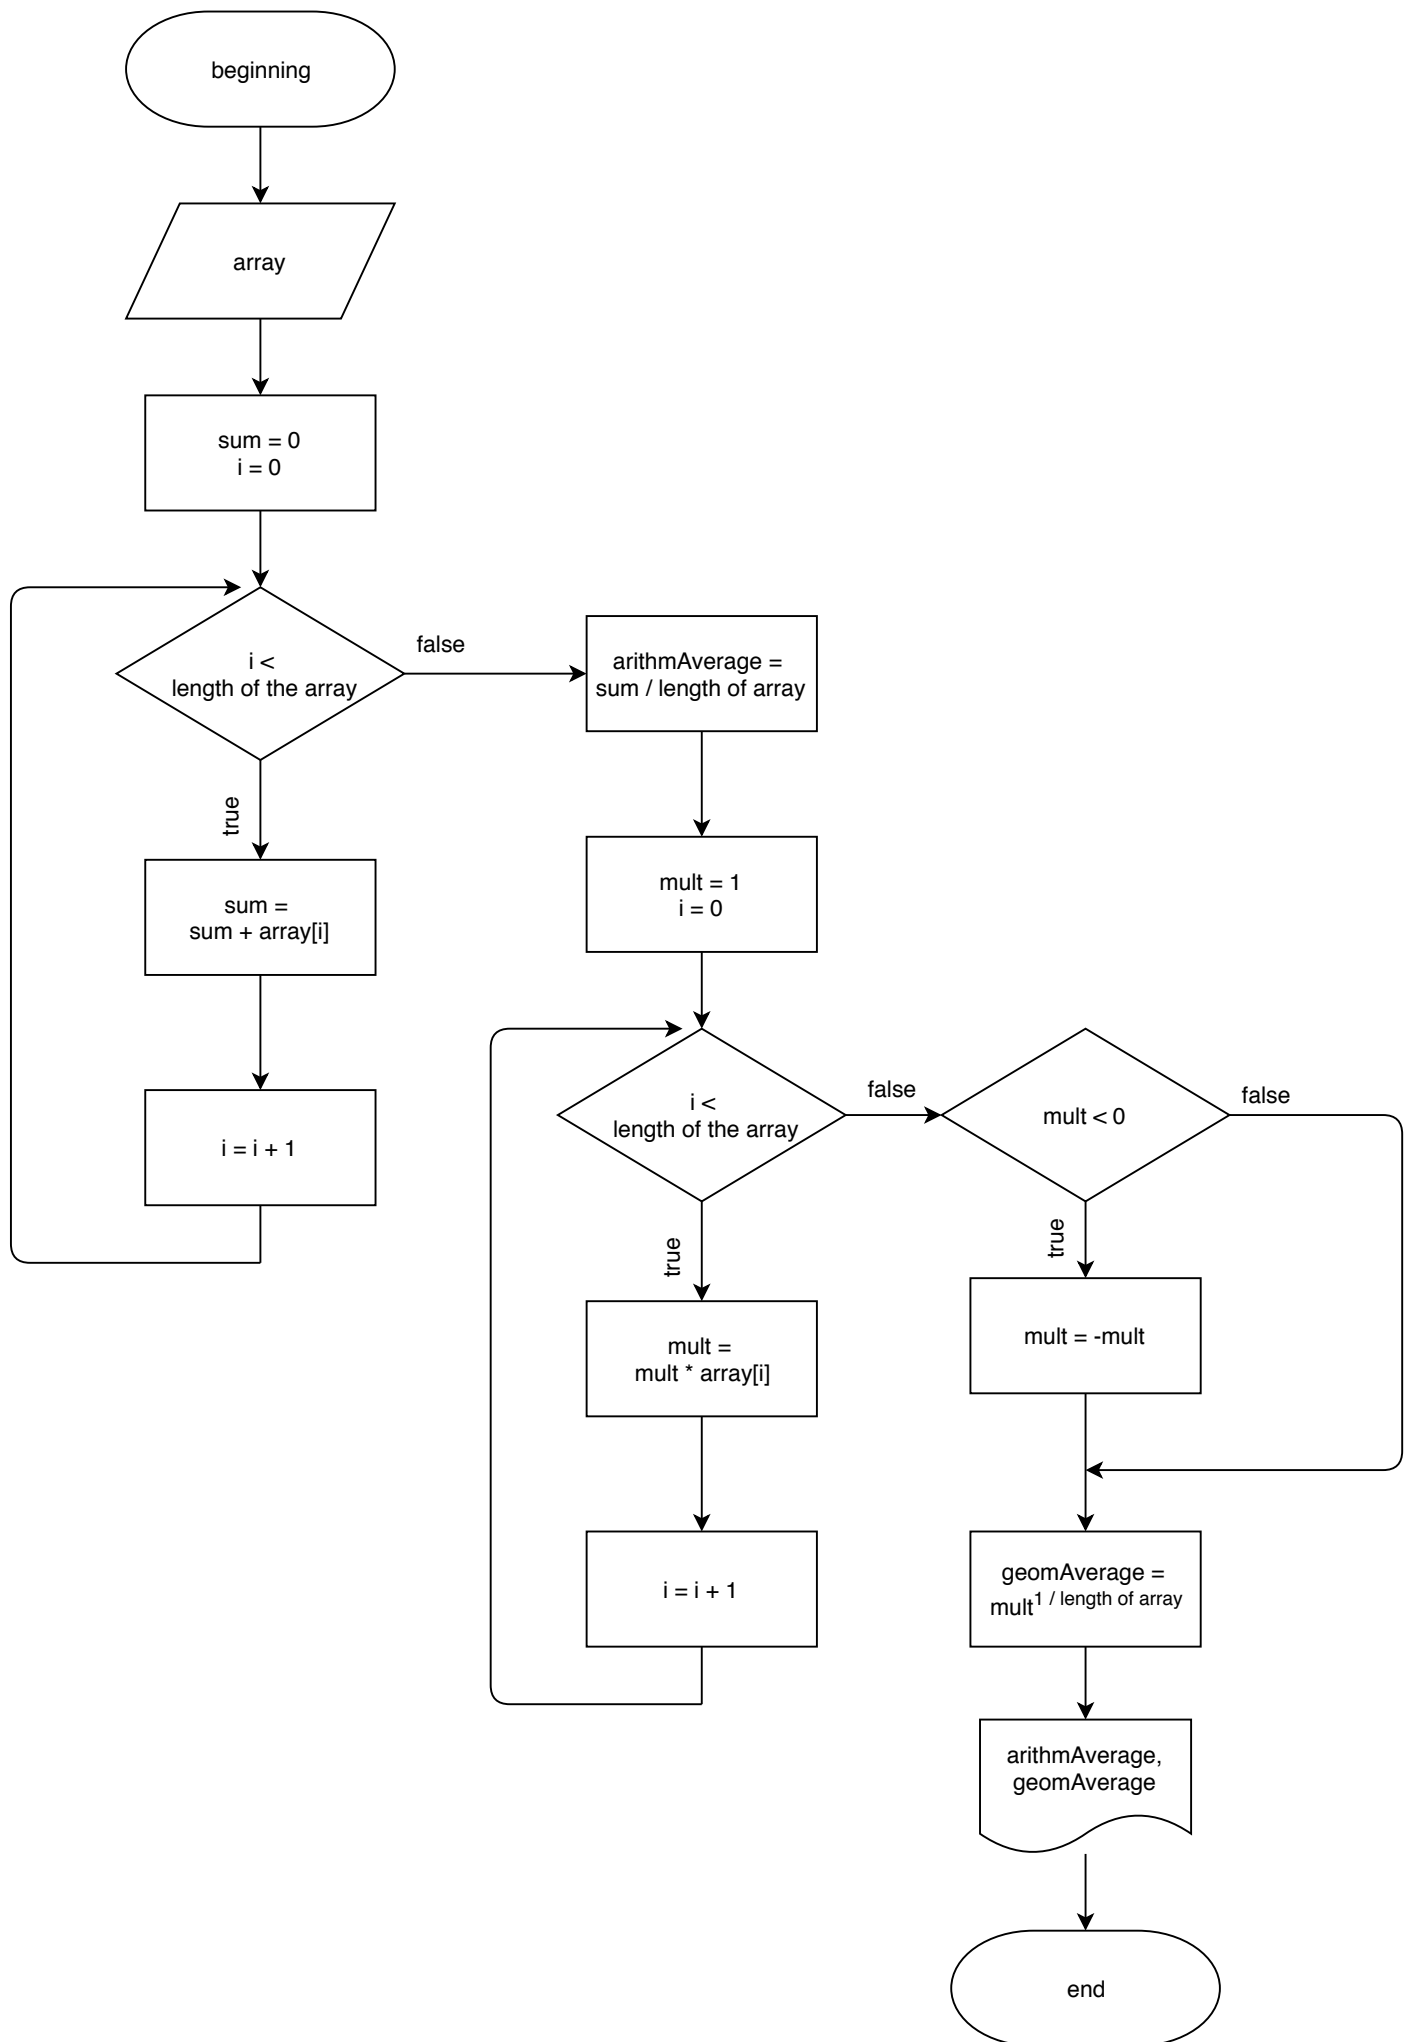 beginning
array
sum = 0
i = 0
i <
length of the array
false
true
sum =
sum + array[i]
i = i + 1
arithmAverage =
sum / length of array
mult = 1
i = 0
i <
length of the array
false
true
mult =
mult * array[i]
i = i + 1
mult < 0
false
true
mult = -mult
geomAverage =
mult1 / length of array
arithmAverage,
geomAverage
end